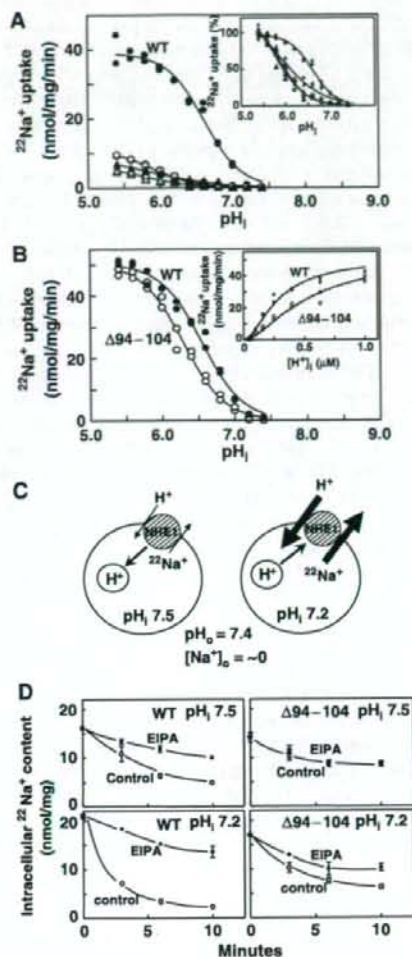 A
²²Na⁺ uptake
(nmol/mg/min)
40
20
0
5.0 6.0 7.0 8.0 9.0
pHᵢ
WT
²²Na⁺ uptake (%)
100
50
0
5.0 6.0 7.0 8.0
pHᵢ
B
²²Na⁺ uptake
(nmol/mg/min)
40
20
0
5.0 6.0 7.0 8.0 9.0
pHᵢ
WT
Δ94–104
²²Na⁺ uptake
(nmol/mg/min)
40
20
0
0 0.5 1.0
[H⁺]ᵢ (μM)
WT
Δ94–104
C
H⁺
NHE1
²²Na⁺
H⁺
pHᵢ 7.5
H⁺
NHE1
²²Na⁺
H⁺
pHᵢ 7.2
pHₒ = 7.4
[Na⁺]ₒ = ~0
D
Intracellular ²²Na⁺ content
(nmol/mg)
20
10
0
WT pHᵢ 7.5
EIPA
Control
Δ94–104 pHᵢ 7.5
EIPA
Control
20
10
0
WT pHᵢ 7.2
EIPA
control
Δ94–104 pHᵢ 7.2
EIPA
control
0 5 10 0 5 10
Minutes